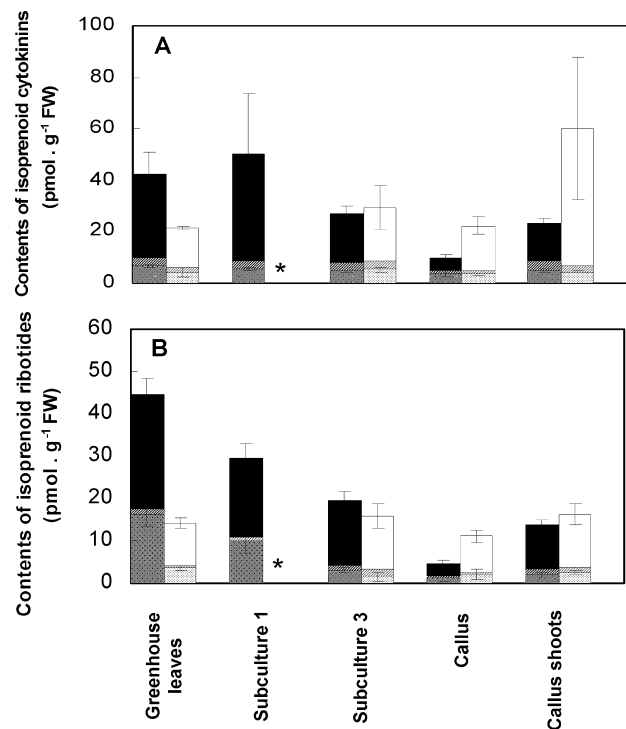 Contents of isoprenoid cytokinins
(pmol . g⁻¹ FW)
100
80
60
40
20
0
A
*
Contents of isoprenoid ribotides
(pmol . g⁻¹ FW)
60
50
40
30
20
10
0
B
*
Greenhouse
leaves
Subculture 1
Subculture 3
Callus
Callus shoots